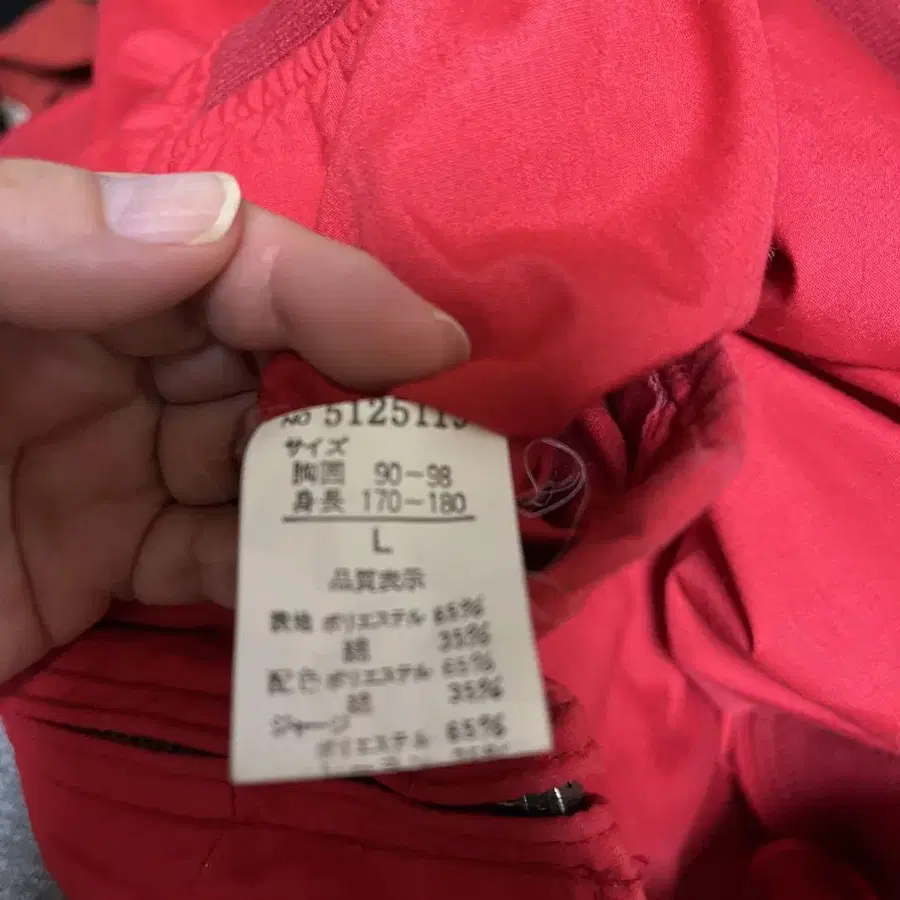 No 512511
サイズ
胸囲 90-98
身長 170-180
L
品質表示
表地 ポリエステル 65%
綿 35%
配色 ポリエステル 65%
綿 35%
ジャージ
ポリエステル 65%